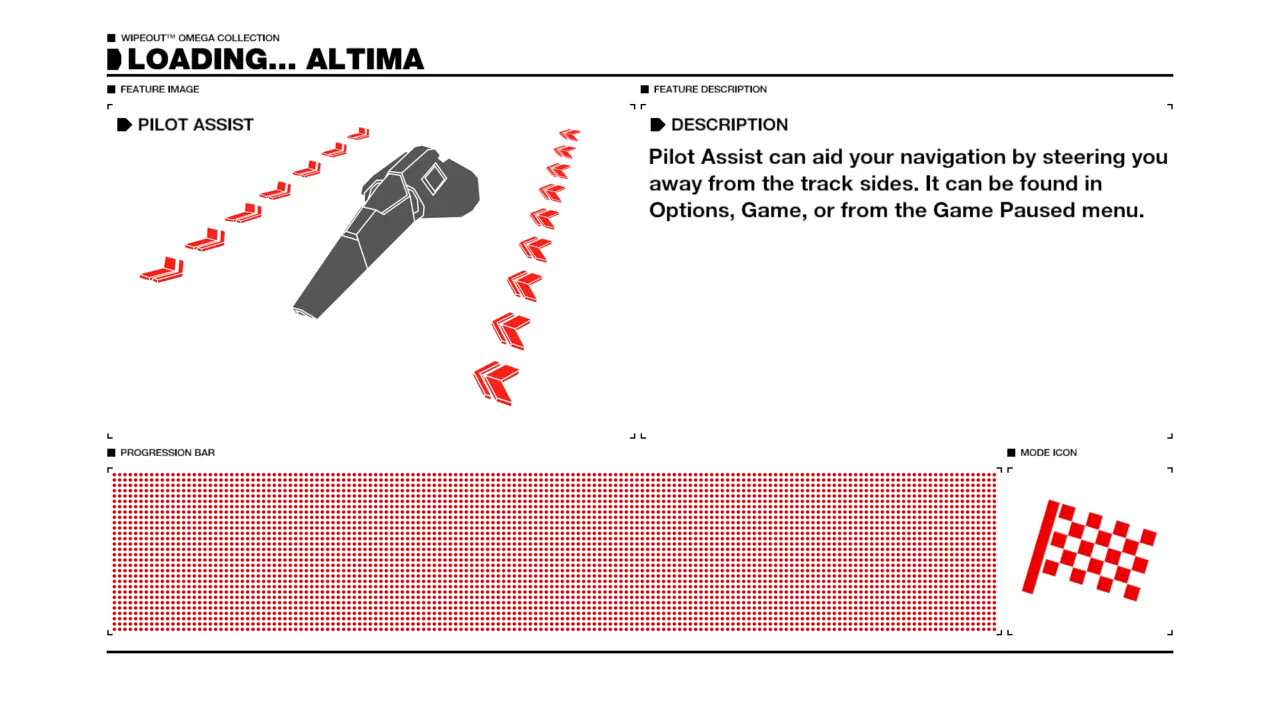 WIPEOUT™ OMEGA COLLECTION
LOADING... ALTIMA
FEATURE IMAGE
PILOT ASSIST
FEATURE DESCRIPTION
DESCRIPTION
Pilot Assist can aid your navigation by steering you
away from the track sides. It can be found in
Options, Game, or from the Game Paused menu.
PROGRESSION BAR
MODE ICON